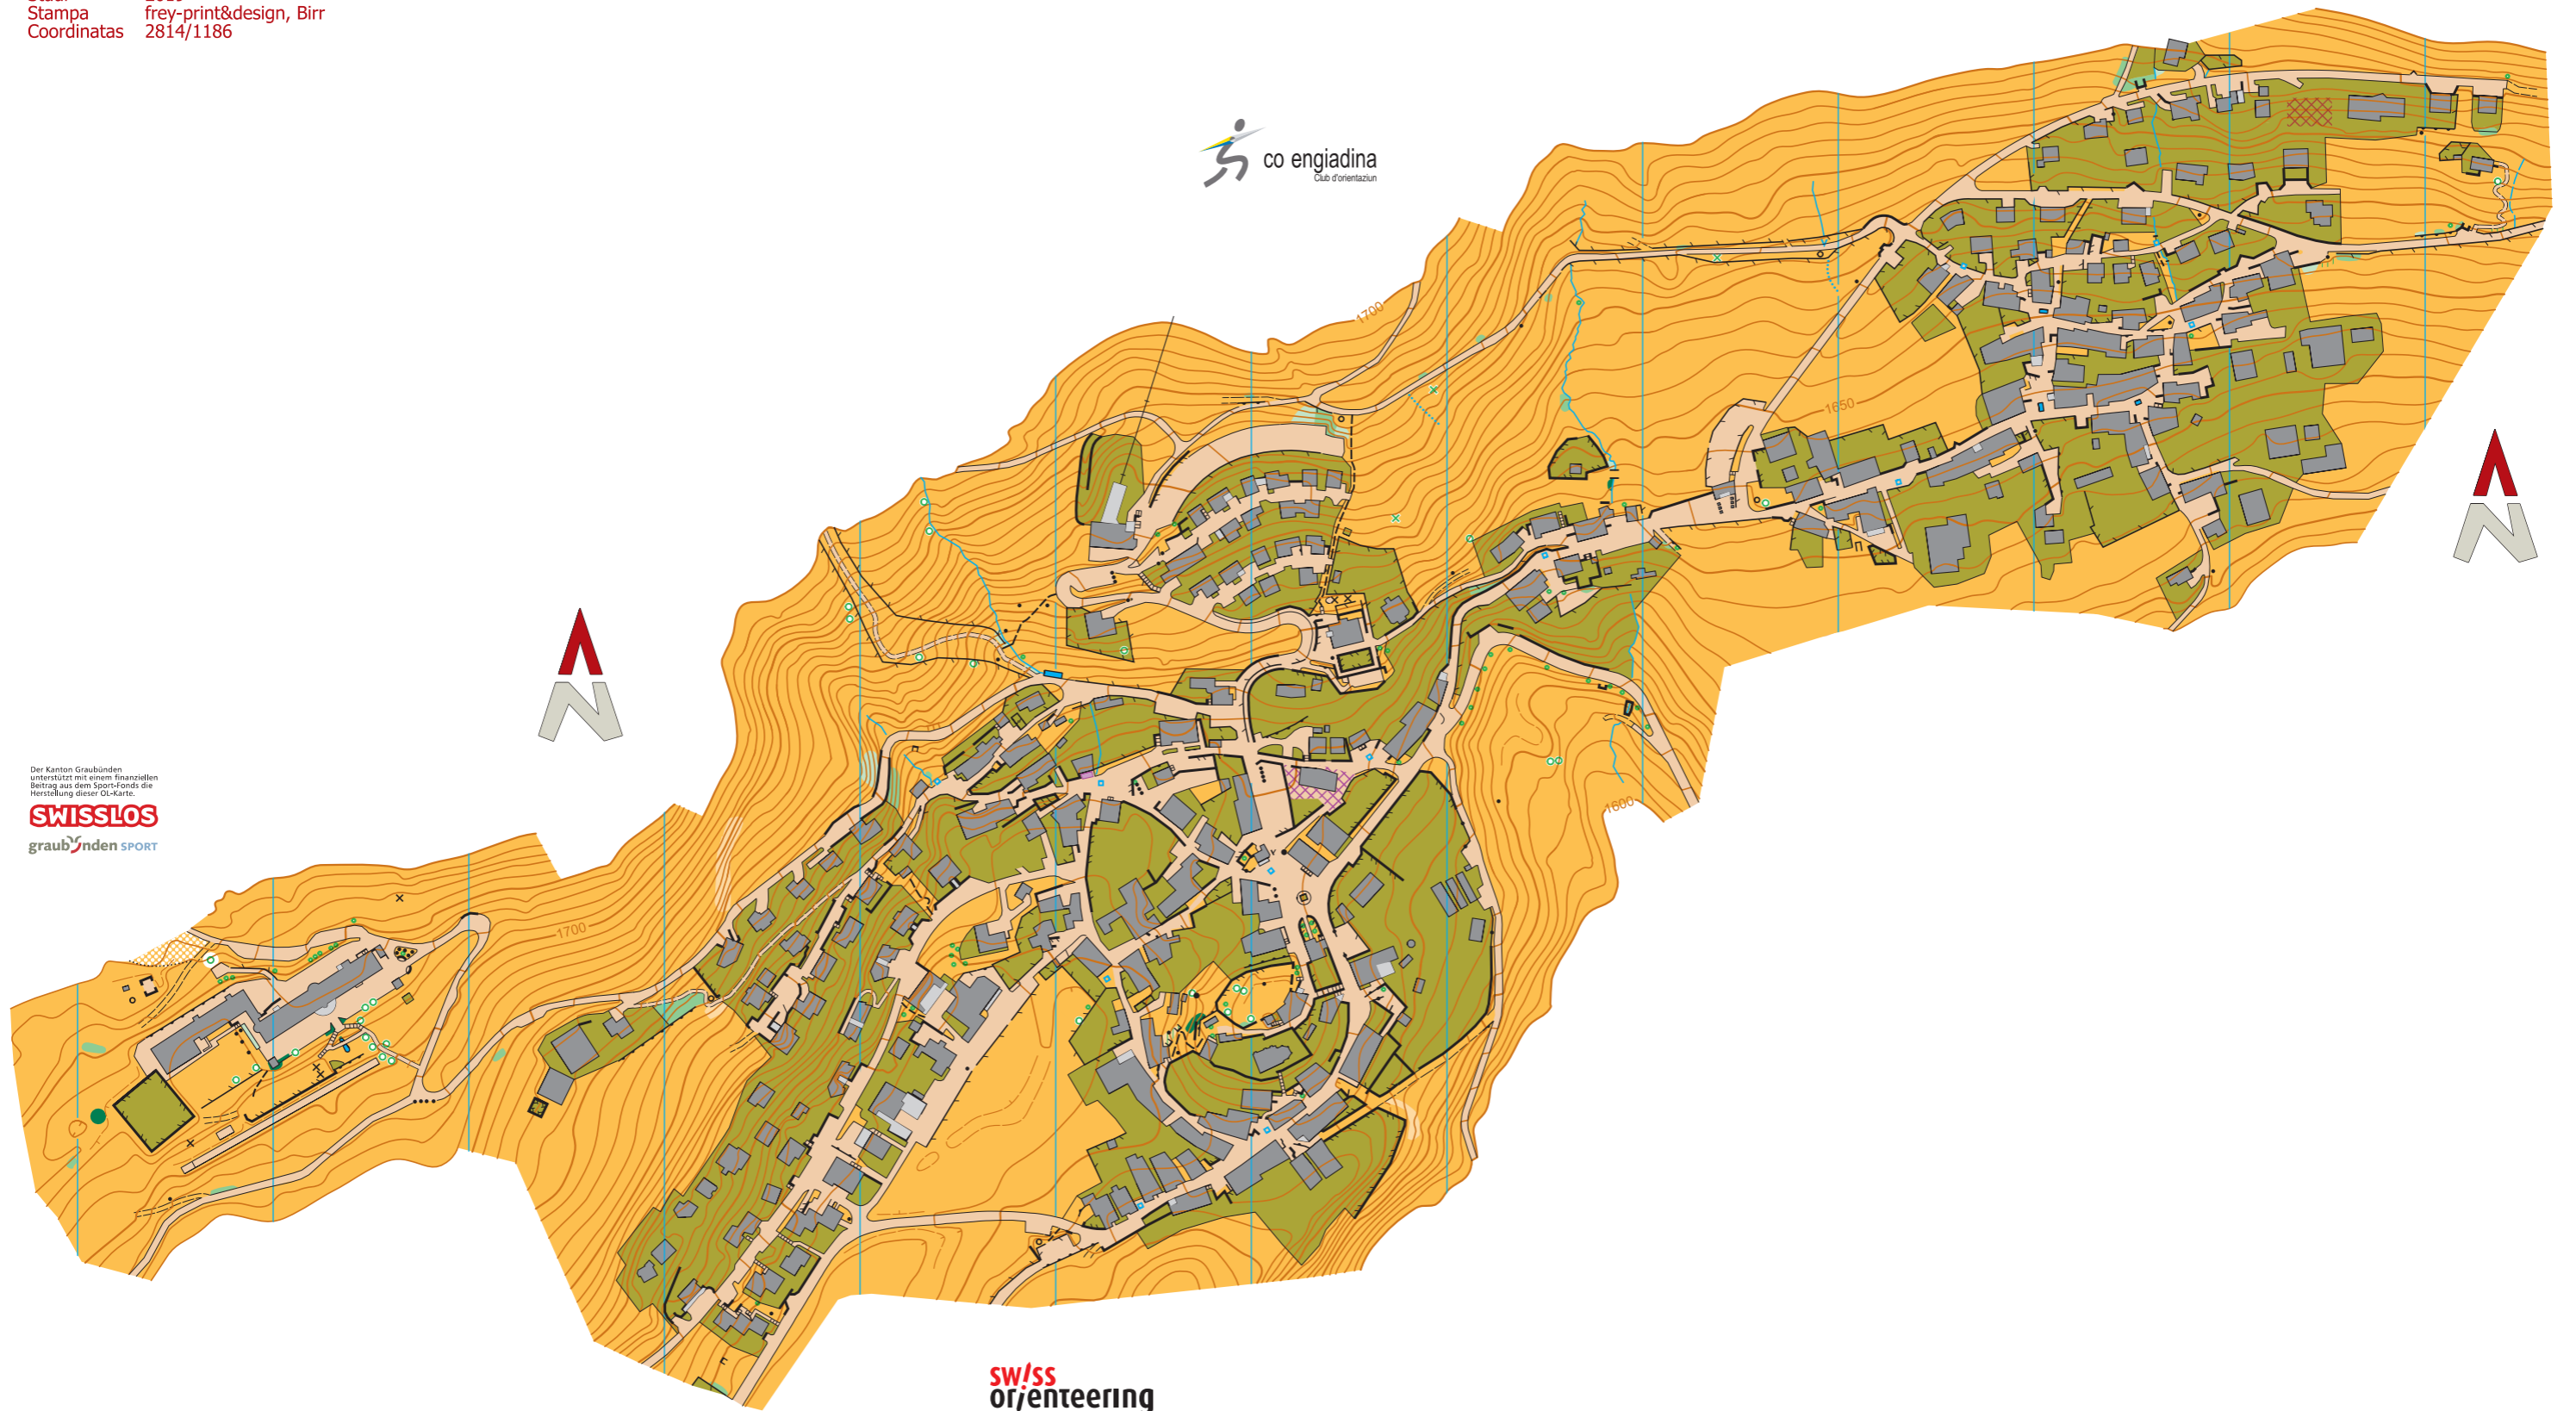 Stampa frey-print&design, Birr
Coordinatas 2814/1186
co engiadina
Club d'orientaziun
1700
1650
1600
1700
Der Kanton Graubünden
unterstützt mit einem finanziellen
Beitrag aus dem Sport-Fonds die
Herstellung dieser OL-Karte.
SWISSLOS
graubünden SPORT
swiss
orienteering